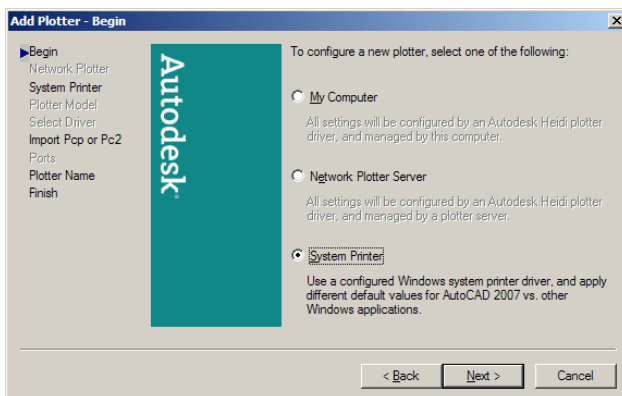 Add Plotter - Begin
Begin
Network Plotter
System Printer
Plotter Model
Select Driver
Import Pcp or Pc2
Ports
Plotter Name
Finish
Autodesk
To configure a new plotter, select one of the following:
My Computer
All settings will be configured by an Autodesk Heidi plotter
driver, and managed by this computer.
Network Plotter Server
All settings will be configured by an Autodesk Heidi plotter
driver, and managed by a plotter server.
System Printer
Use a configured Windows system printer driver, and apply
different default values for AutoCAD 2007 vs. other
Windows applications.
< Back
Next >
Cancel